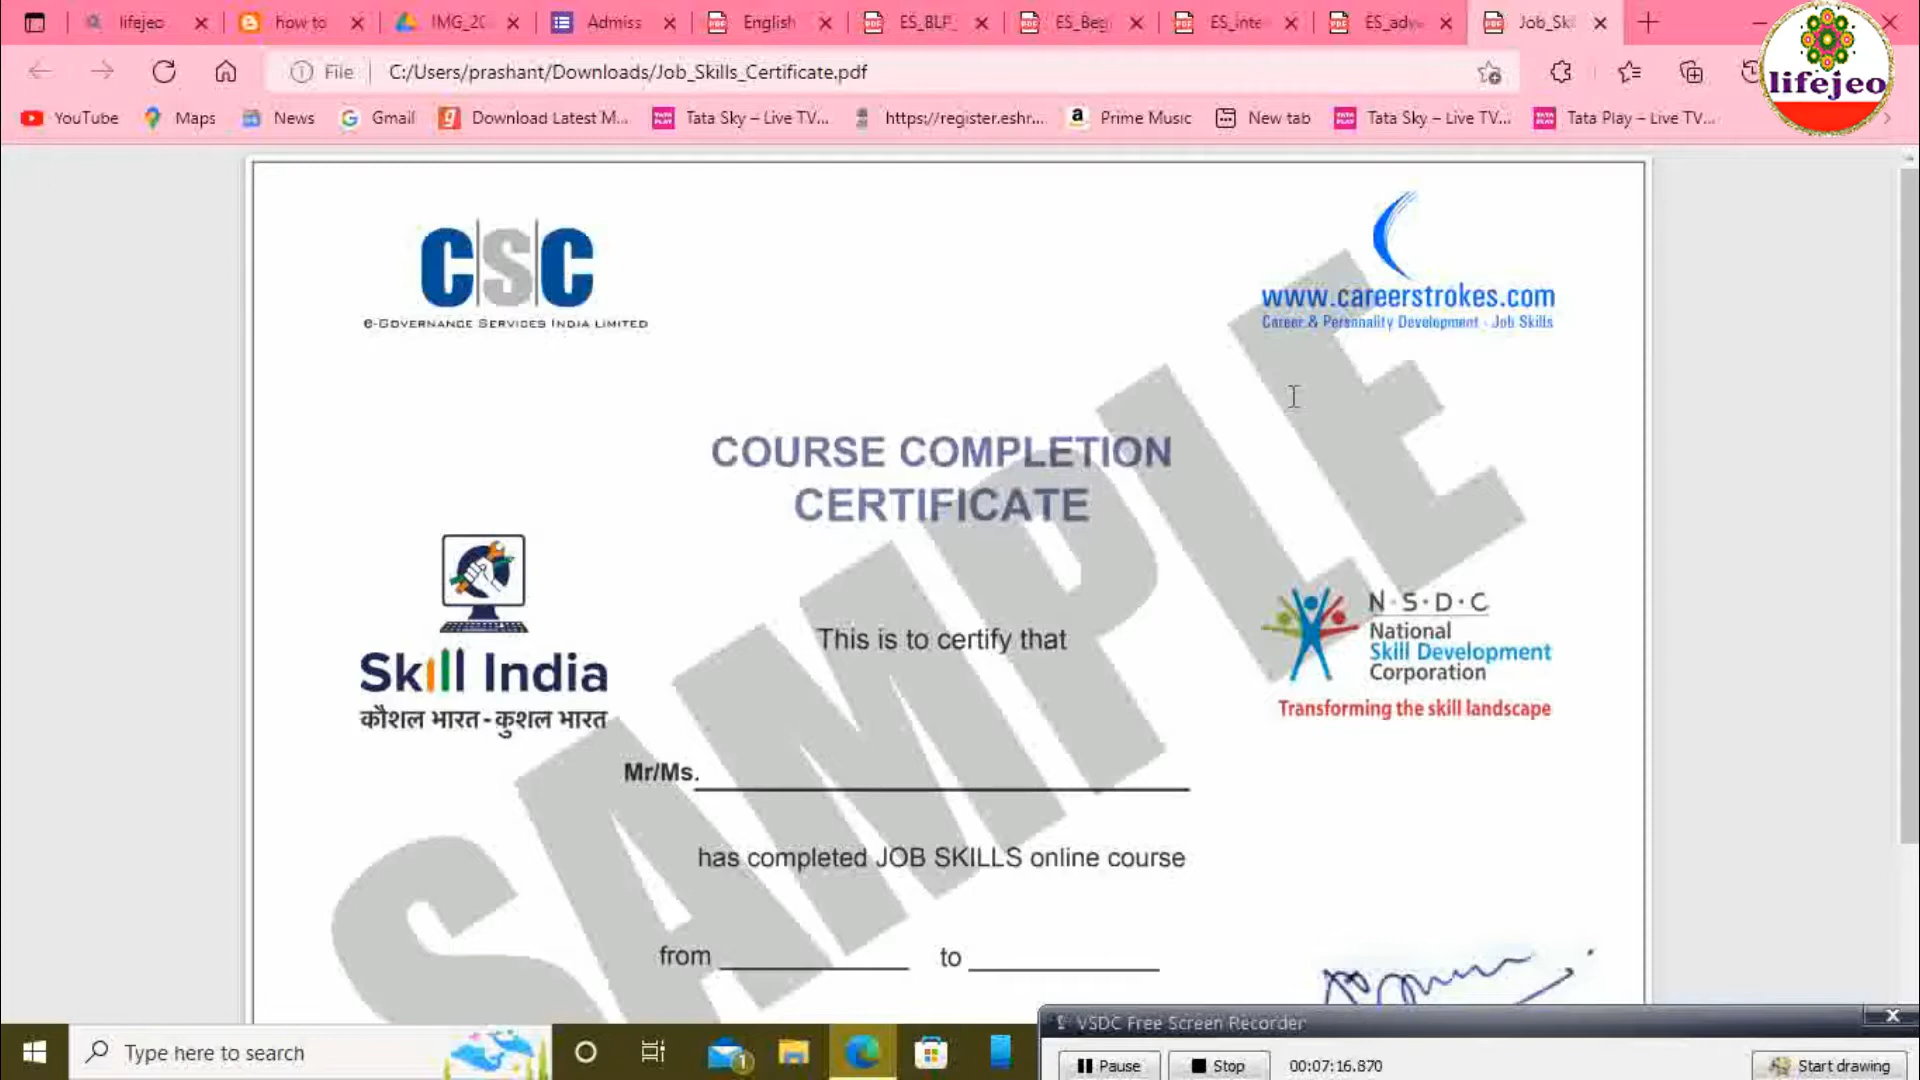 lifejeo
how to
IMG_20
Admiss
English
ES_BLP_
ES_Beg
ES_inte
ES_adv
Job_Sk
File
C:/Users/prashant/Downloads/Job_Skills_Certificate.pdf
lifejeo
YouTube
Maps
News
Gmail
Download Latest M...
Tata Sky – Live TV...
https://register.eshr...
Prime Music
New tab
Tata Sky – Live TV...
Tata Play – Live TV...
CSC
e-Governance Services India Limited
www.careerstrokes.com
Career & Personality Development - Job Skills
COURSE COMPLETION
CERTIFICATE
SAMPLE
This is to certify that
Skill India
कौशल भारत - कुशल भारत
N·S·D·C
National
Skill Development
Corporation
Transforming the skill landscape
Mr/Ms.
has completed JOB SKILLS online course
from to
VSDC Free Screen Recorder
Type here to search
1
Pause
Stop
00:07:16.870
Start drawing